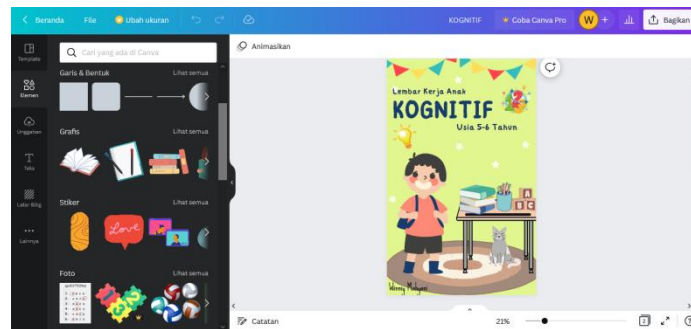 Beranda File Ubah ukuran KOGNITIF Coba Canva Pro W + Bagikan
Template
Elemen
Unggahan
Teks
Latar Bltg
Lainnya
Cari yang ada di Canva
Garis & Bentuk Lihat semua
Grafis Lihat semua
Stiker Lihat semua
Love
Foto Lihat semua
Animasikan
Lembar Kerja Anak
KOGNITIF
Usia 5-6 Tahun
A
B C
Catatan 21%